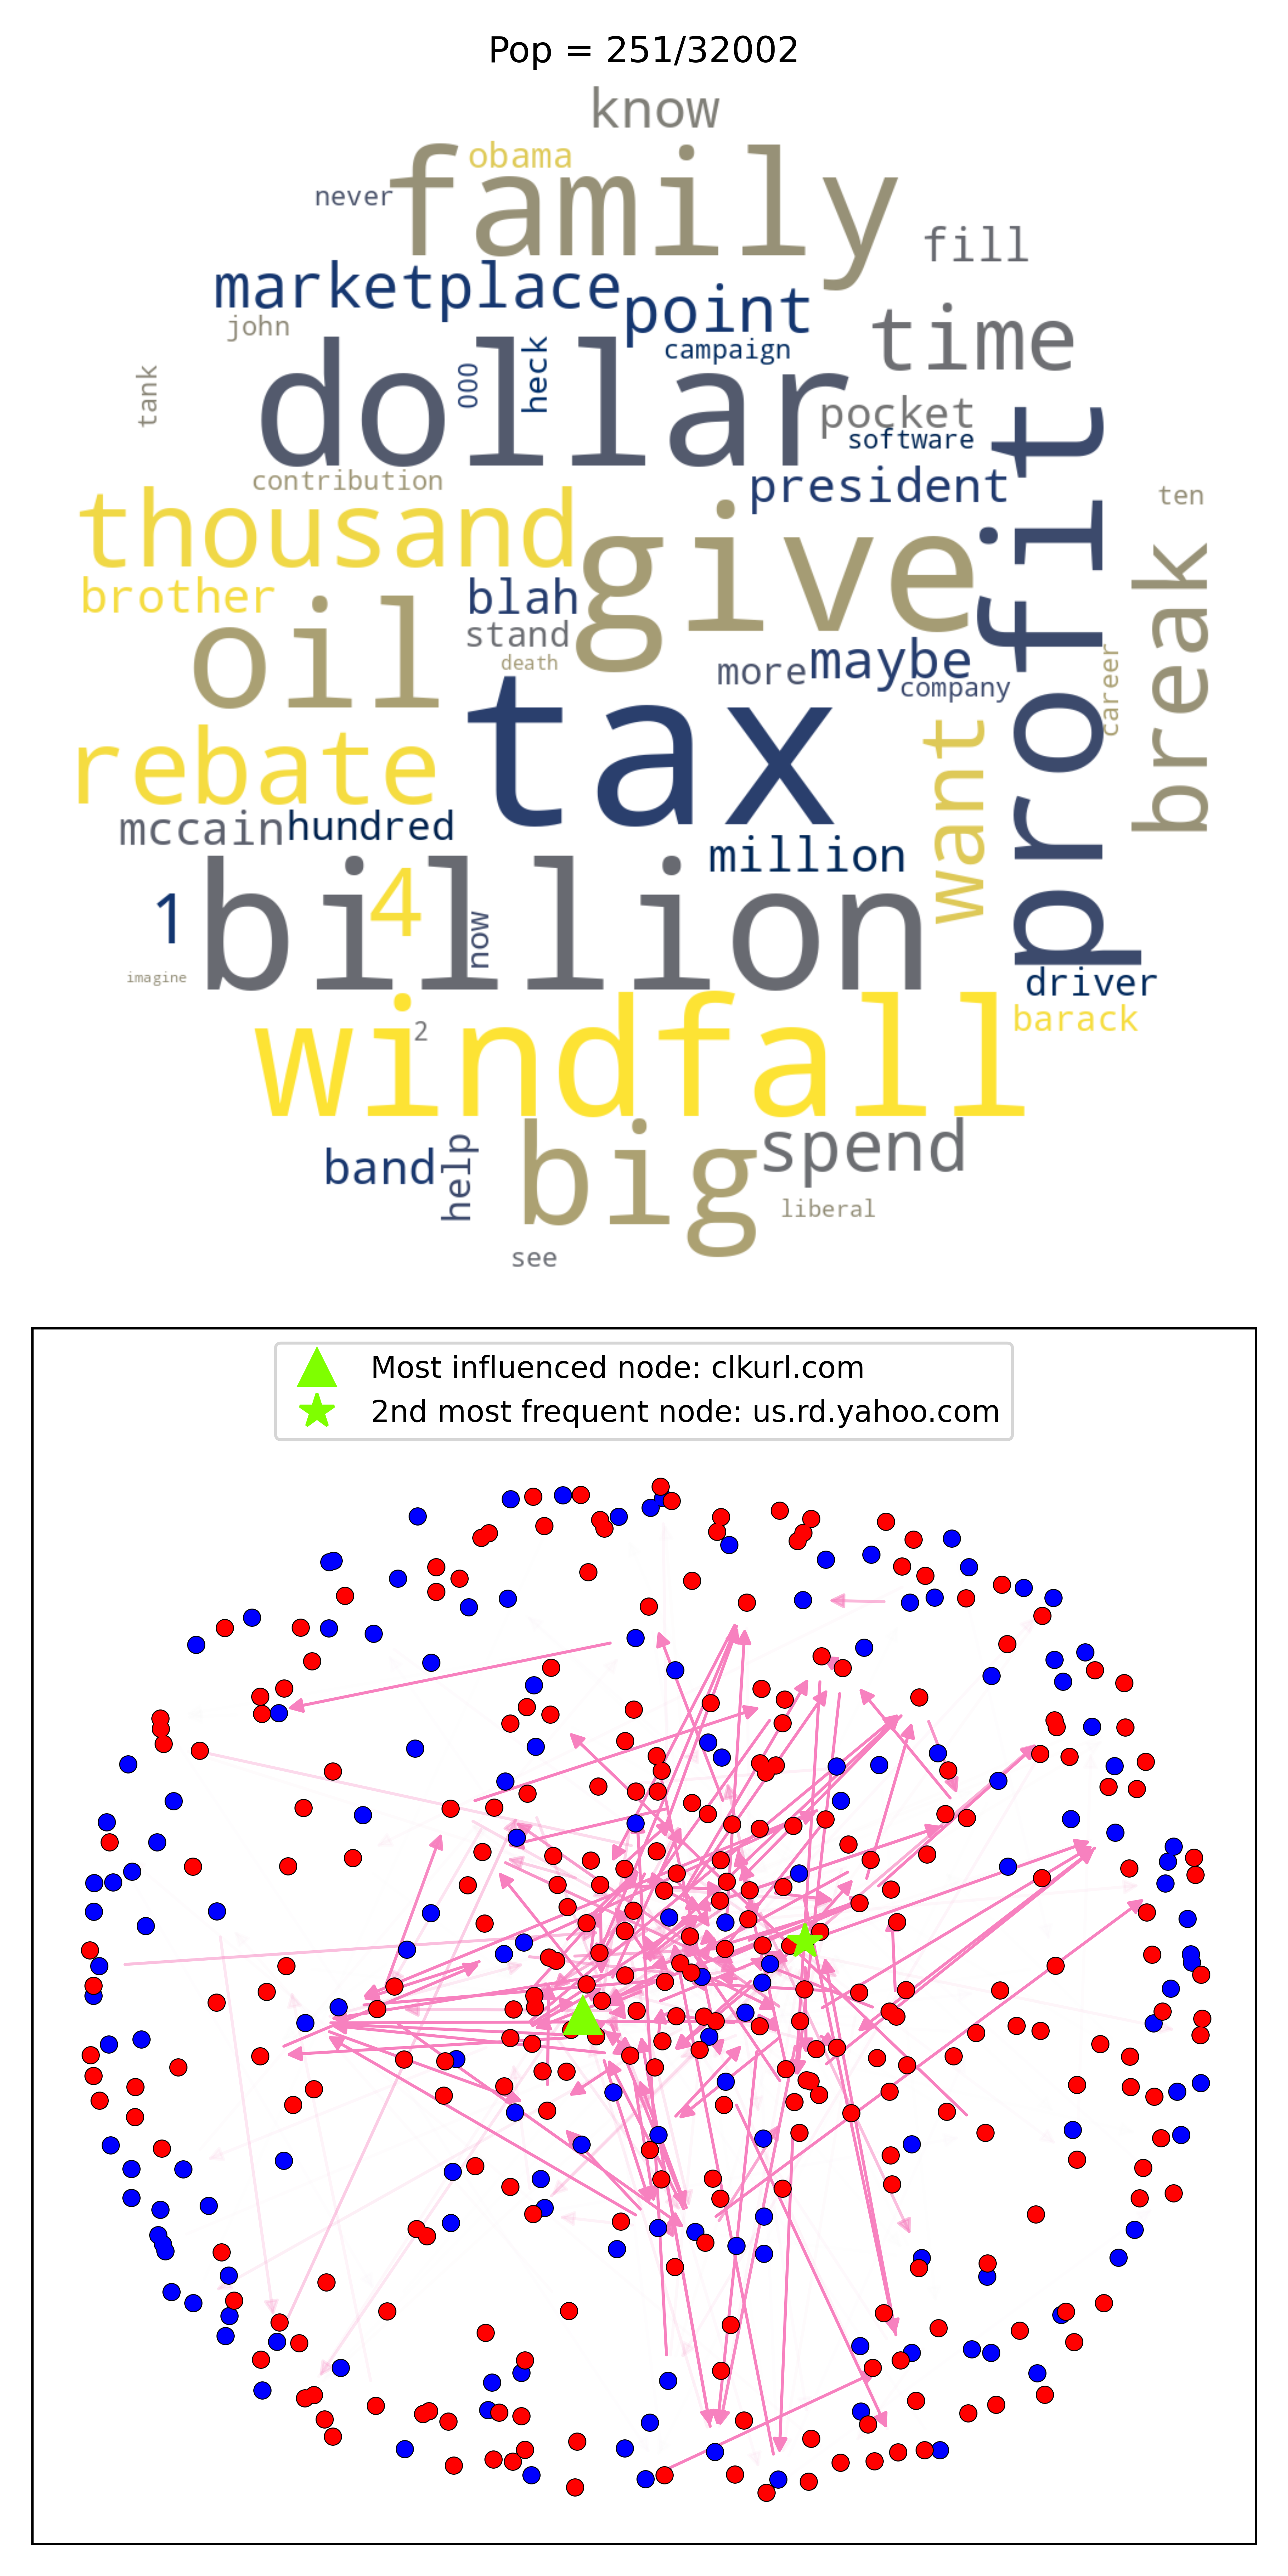 Pop = 251/32002
know
obama
never
family
fill
marketplace
point
john
time
campaign
heck
000
tank
dollar
pocket
software
profit
president
contribution
ten
thousand
give
break
brother
blah
oil
stand
death
more
maybe
company
career
tax
rebate
want
mccain
hundred
million
1
billion
4
now
imagine
driver
barack
windfall
2
band
help
big
spend
liberal
see
Most influenced node: clkurl.com
2nd most frequent node: us.rd.yahoo.com